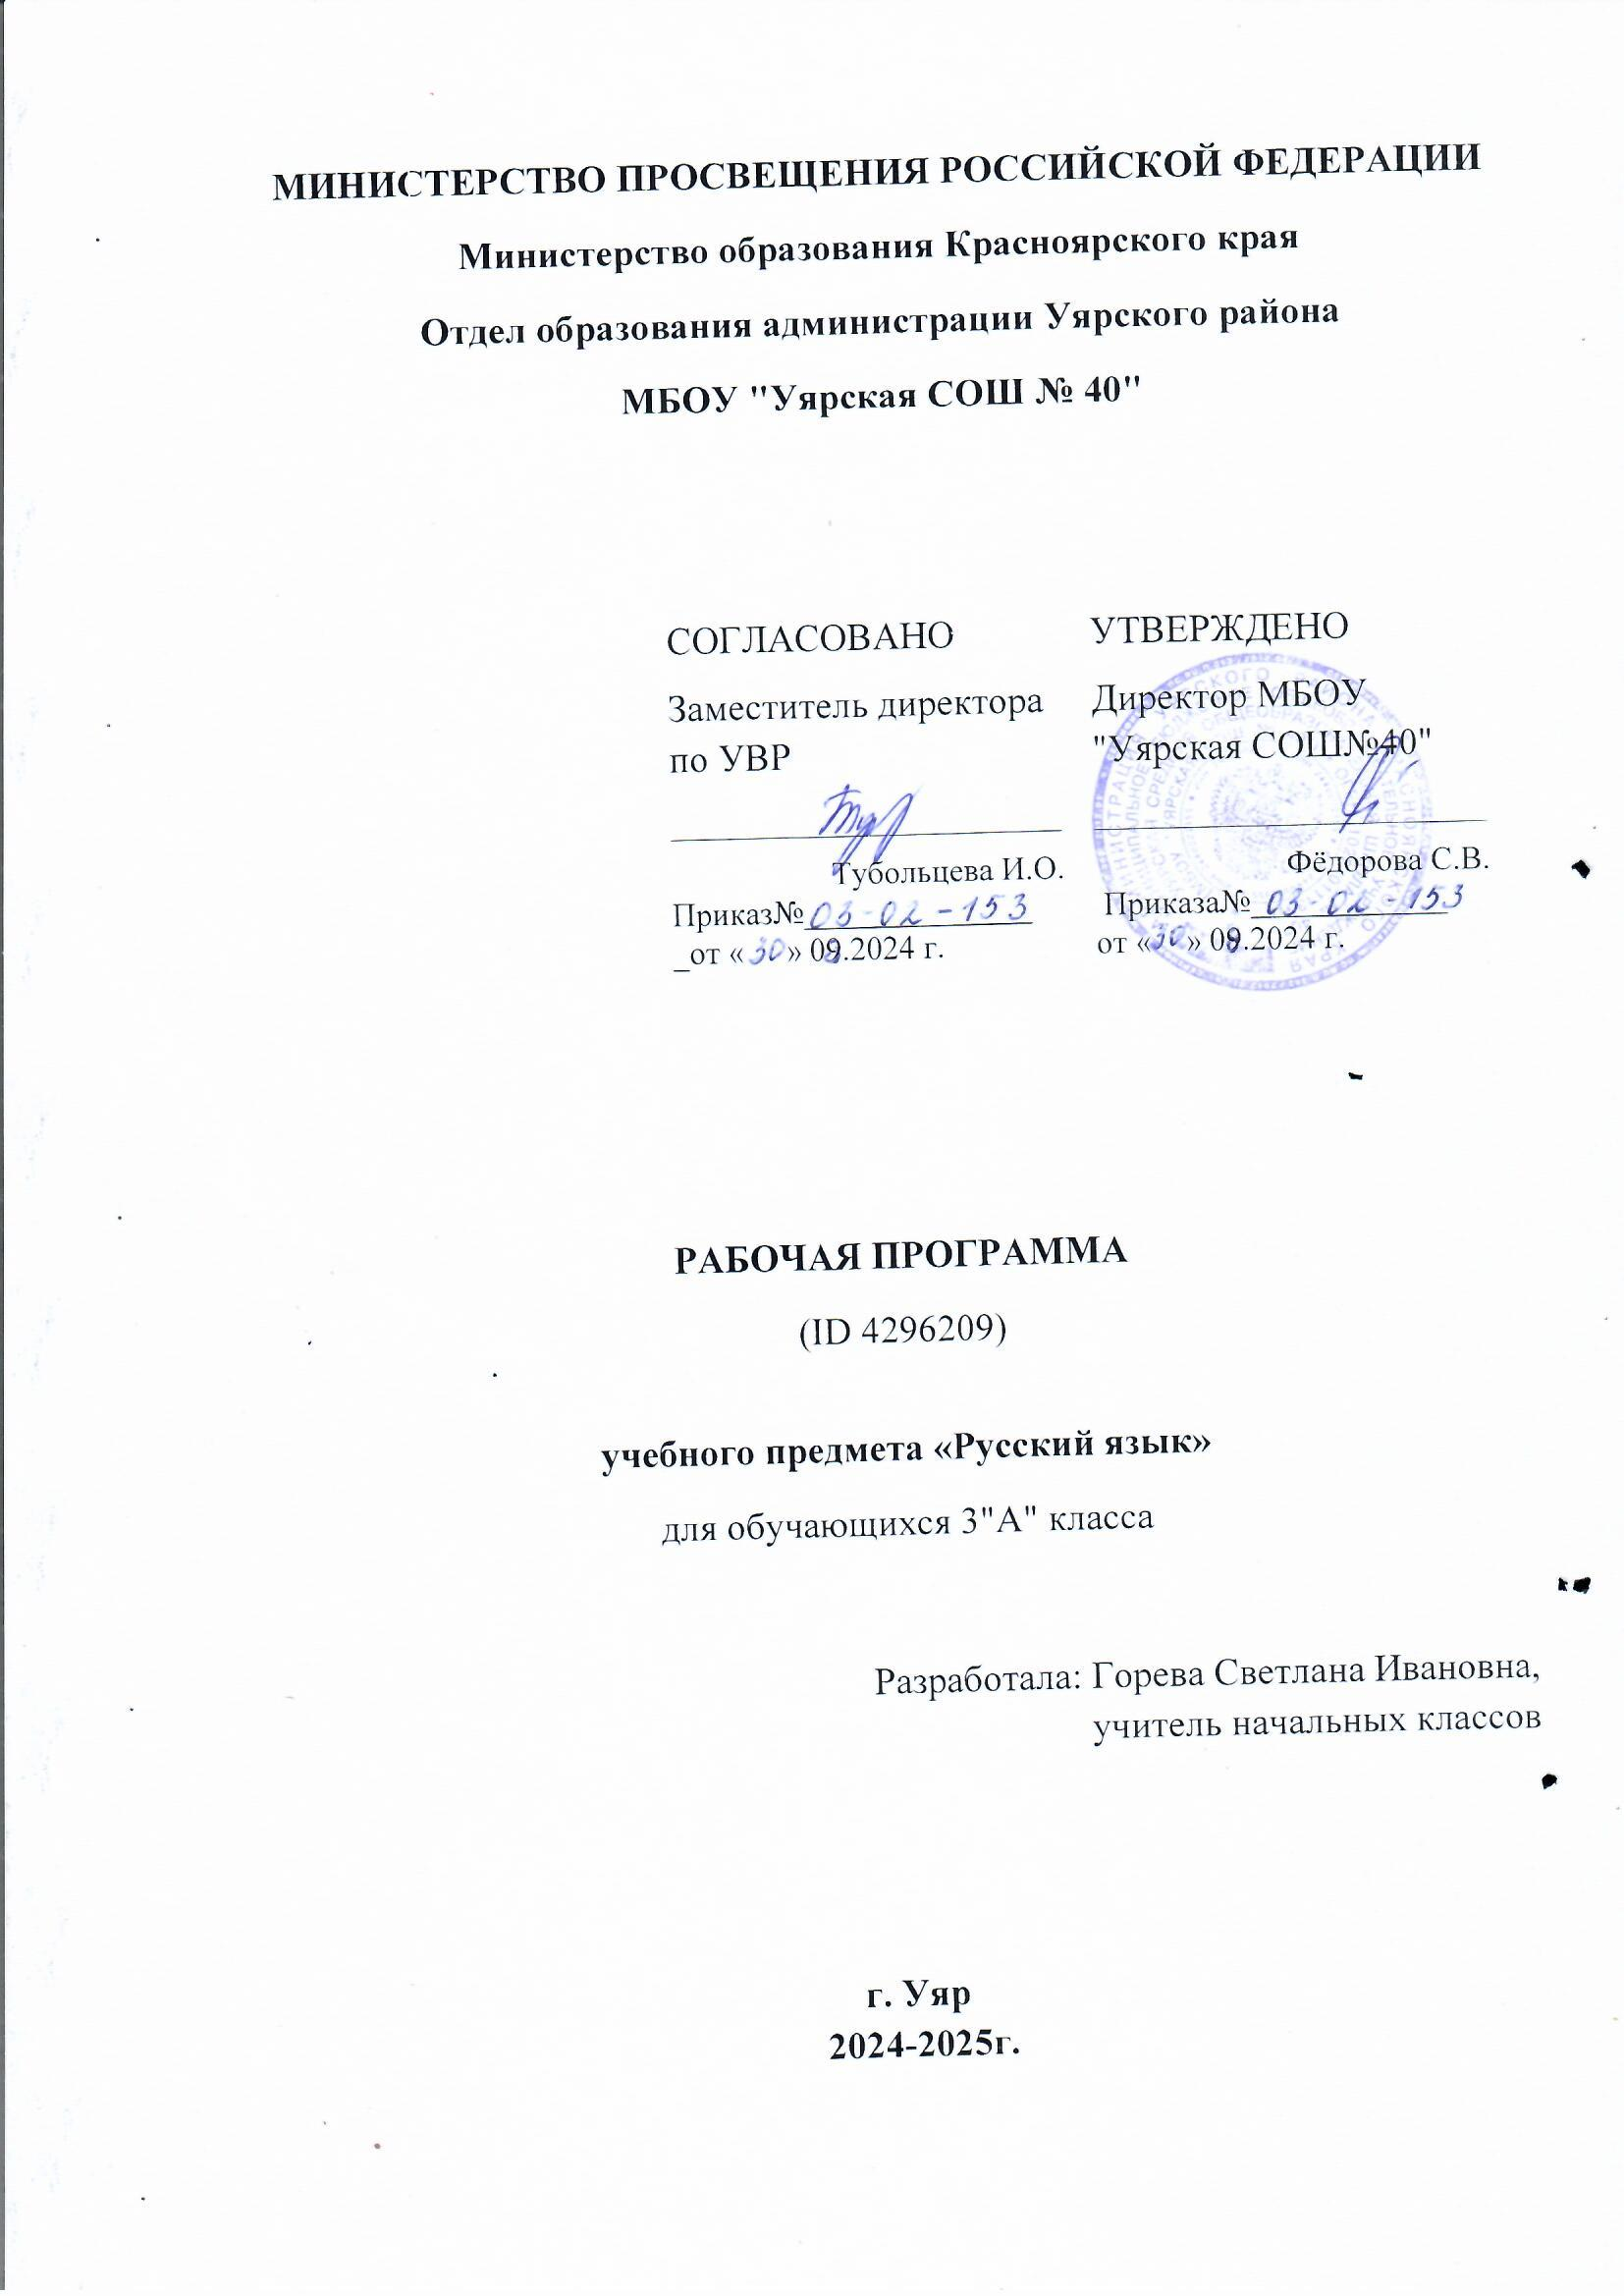 МИНИСТЕРСТВО ПРОСВЕЩЕНИЯ РОССИЙСКОЙ ФЕДЕРАЦИИ
Министерство образования Красноярского края
Отдел образования администрации Уярского района
МБОУ "Уярская СОШ № 40"
СОГЛАСОВАНО
Заместитель директора
по УВР
Тубольцева И.О.
Приказ№03-02-153
_от «30» 08.2024 г.
УТВЕРЖДЕНО
Директор МБОУ
"Уярская СОШ№40"
Фёдорова С.В.
Приказа№03-02-153
от «30» 08.2024 г.
РАБОЧАЯ ПРОГРАММА
(ID 4296209)
учебного предмета «Русский язык»
для обучающихся 3"А" класса
Разработала: Горева Светлана Ивановна,
учитель начальных классов
г. Уяр
2024-2025г.